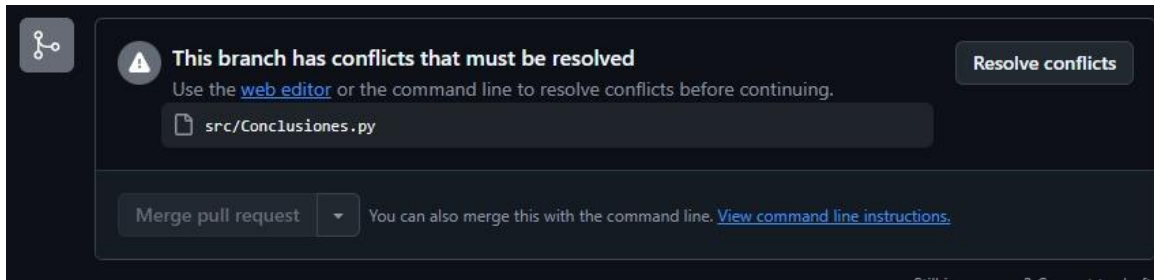 This branch has conflicts that must be resolved
Resolve conflicts
Use the web editor or the command line to resolve conflicts before continuing.
src/Conclusiones.py
Merge pull request
You can also merge this with the command line. View command line instructions.